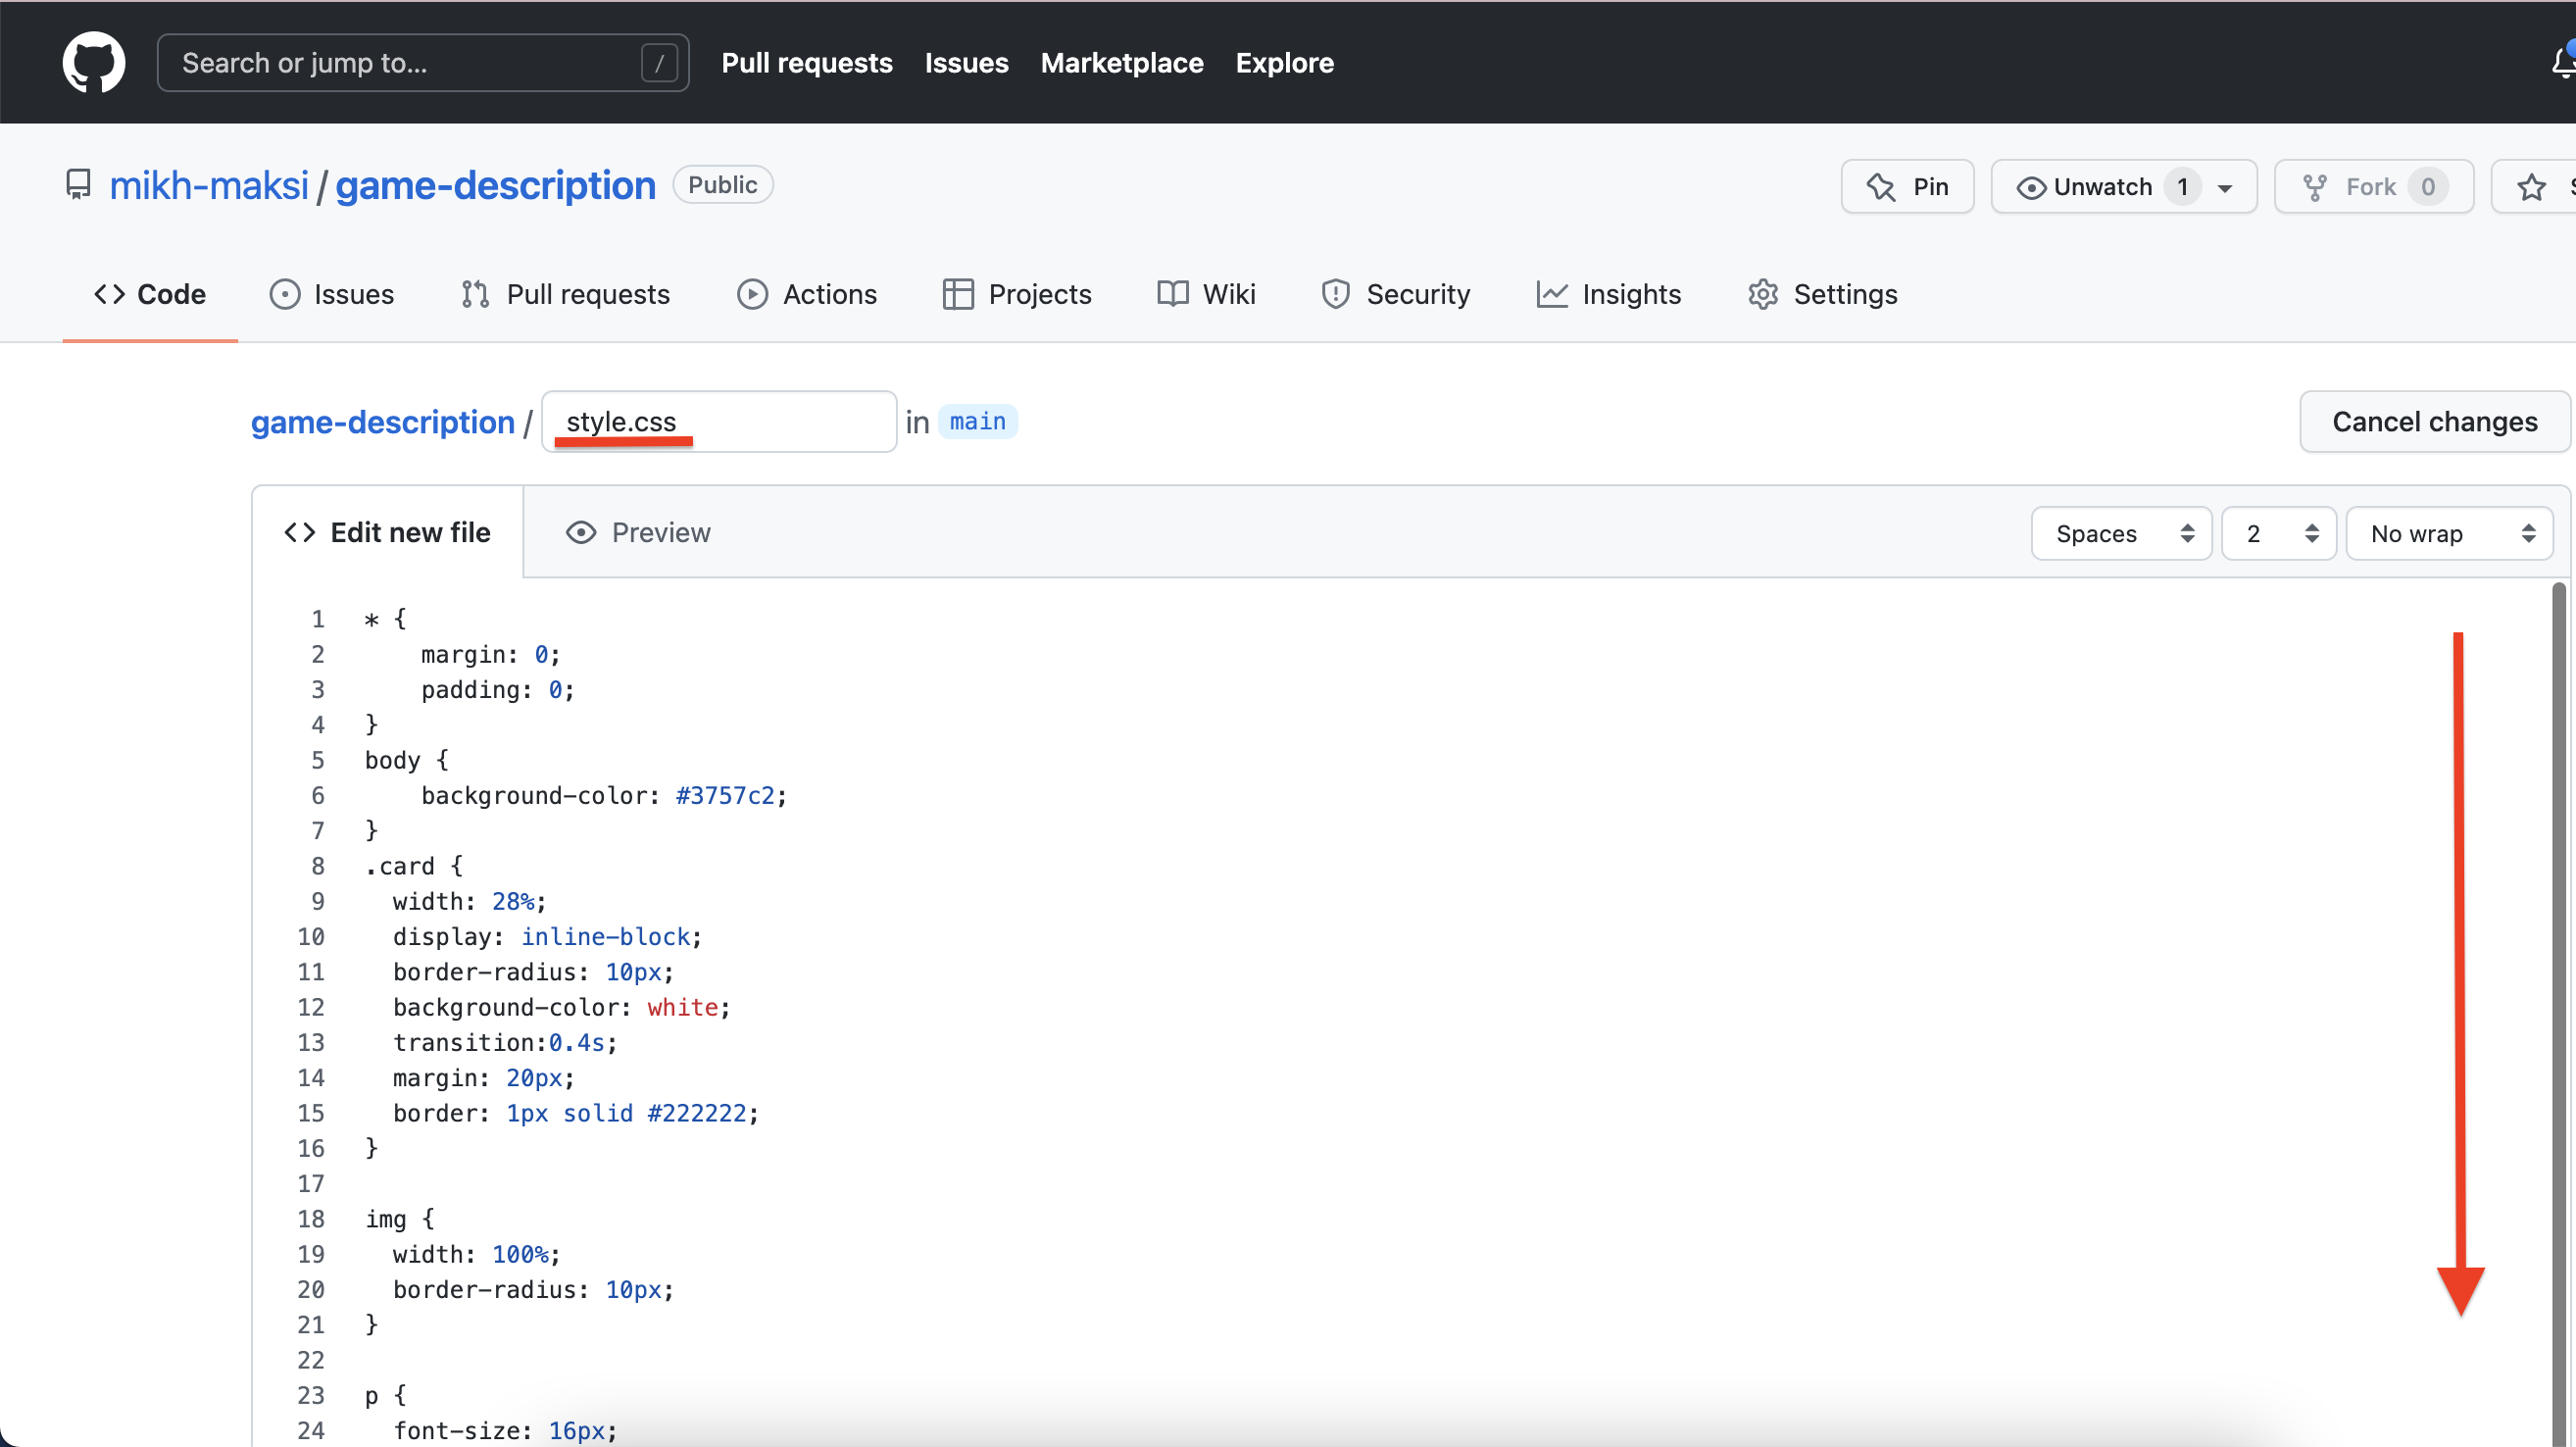 Search or jump to... /
Pull requests Issues Marketplace Explore
mikh-maksi / game-description Public
Pin Unwatch 1 Fork 0
Code Issues Pull requests Actions Projects Wiki Security Insights Settings
game-description / style.css in main Cancel changes
Edit new file Preview Spaces 2 No wrap
1 * {
2 margin: 0;
3 padding: 0;
4 }
5 body {
6 background-color: #3757c2;
7 }
8 .card {
9 width: 28%;
10 display: inline-block;
11 border-radius: 10px;
12 background-color: white;
13 transition:0.4s;
14 margin: 20px;
15 border: 1px solid #222222;
16 }
17
18 img {
19 width: 100%;
20 border-radius: 10px;
21 }
22
23 p {
24 font-size: 16px;